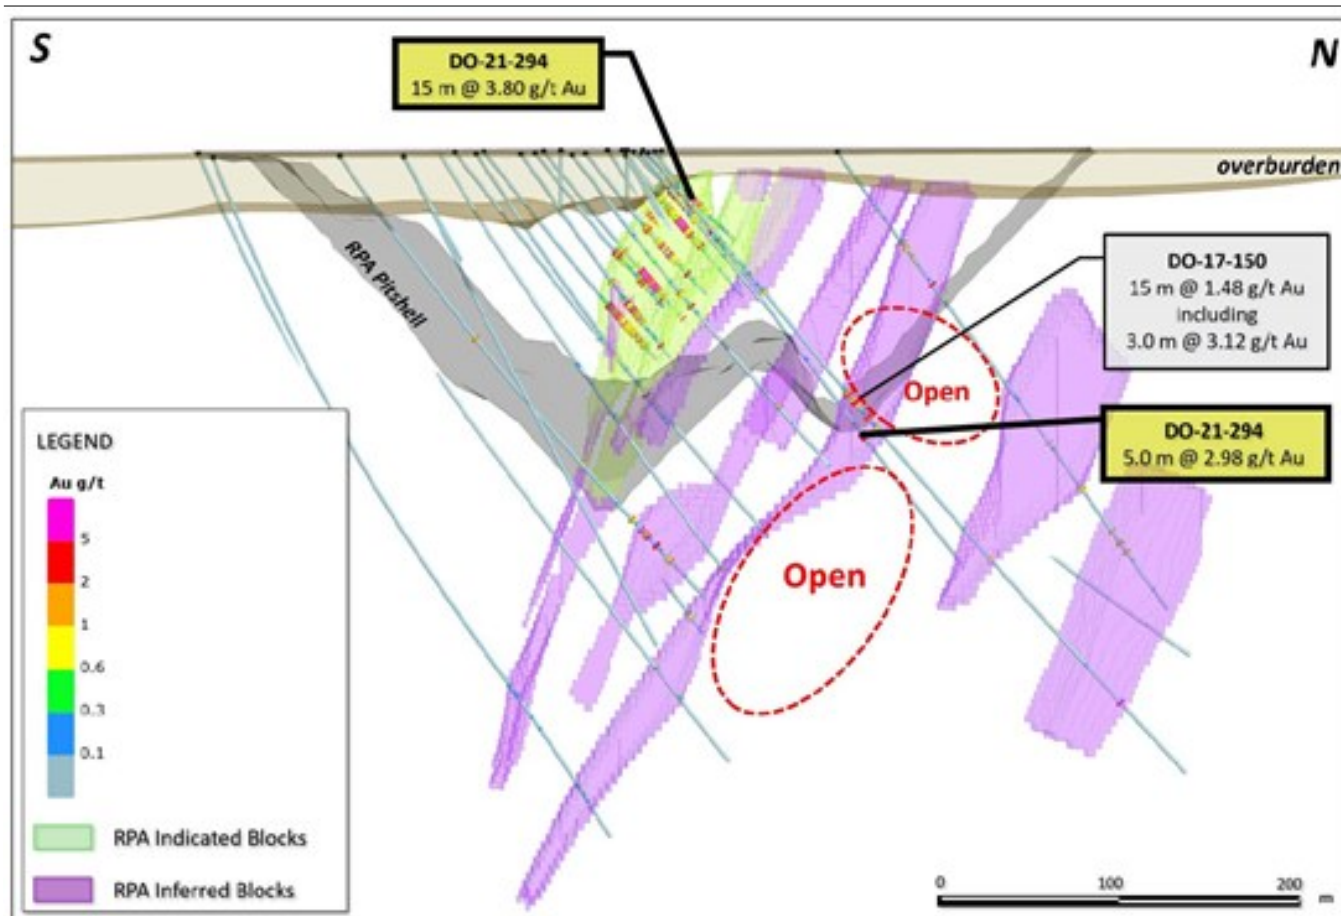 S
N
DO-21-294
15 m @ 3.80 g/t Au
overburden
RPA Pitshell
DO-17-150
15 m @ 1.48 g/t Au
including
3.0 m @ 3.12 g/t Au
Open
DO-21-294
5.0 m @ 2.98 g/t Au
Open
LEGEND
Au g/t
5
2
1
0.6
0.3
0.1
RPA Indicated Blocks
RPA Inferred Blocks
0 100 200
m